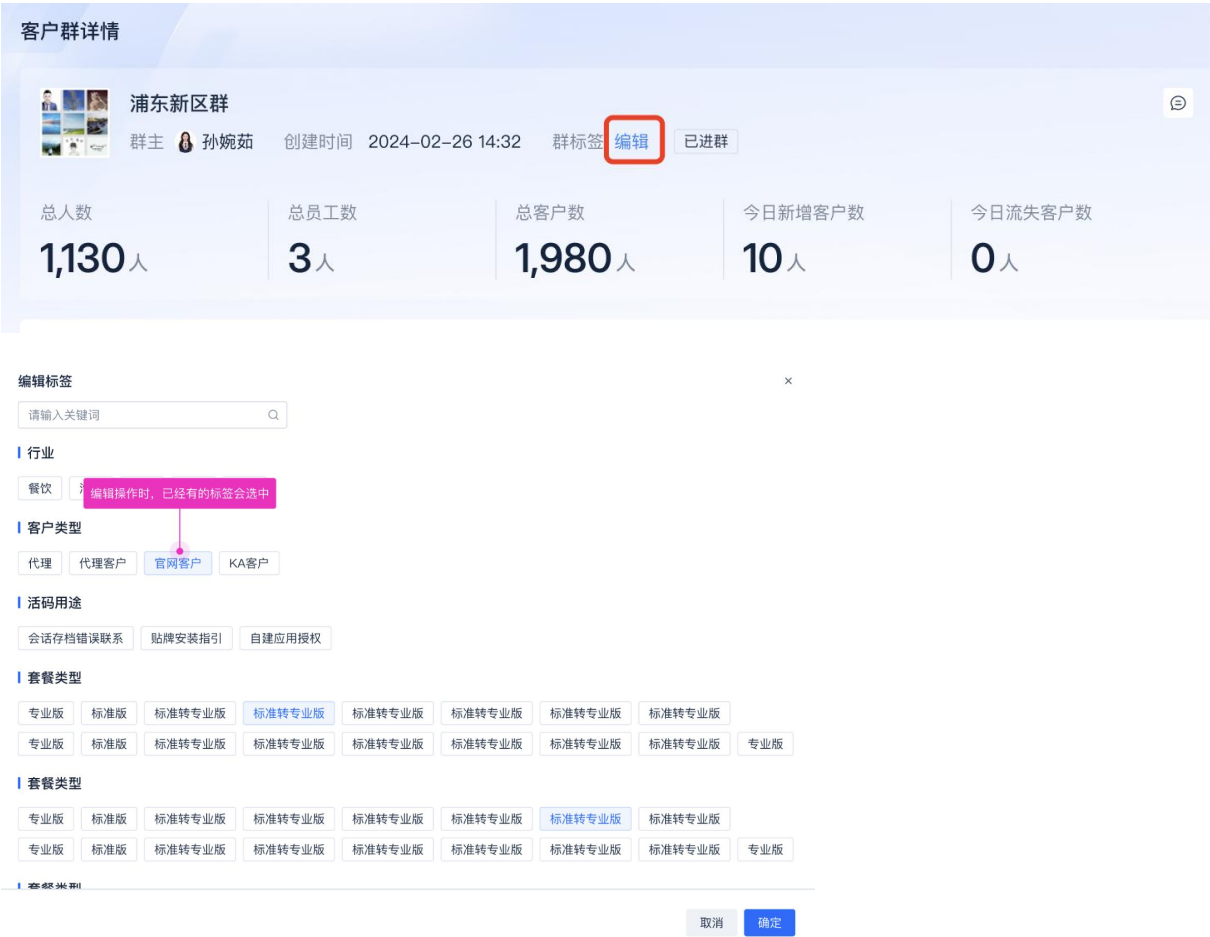 客户群详情
浦东新区群
群主 孙婉茹 创建时间 2024-02-26 14:32 群标签 编辑 已进群
总人数 总员工数 总客户数 今日新增客户数 今日流失客户数
1,130人 3人 1,980人 10人 0人
编辑标签 ×
请输入关键词
行业
餐饮
编辑操作时，已经有的标签会选中
客户类型
代理 代理客户 官网客户 KA客户
活码用途
会话存档错误联系 贴牌安装指引 自建应用授权
套餐类型
专业版 标准版 标准转专业版 标准转专业版 标准转专业版 标准转专业版 标准转专业版 标准转专业版
专业版 标准版 标准转专业版 标准转专业版 标准转专业版 标准转专业版 标准转专业版 标准转专业版 专业版
套餐类型
专业版 标准版 标准转专业版 标准转专业版 标准转专业版 标准转专业版 标准转专业版 标准转专业版
专业版 标准版 标准转专业版 标准转专业版 标准转专业版 标准转专业版 标准转专业版 标准转专业版 专业版
套餐类型
取消 确定